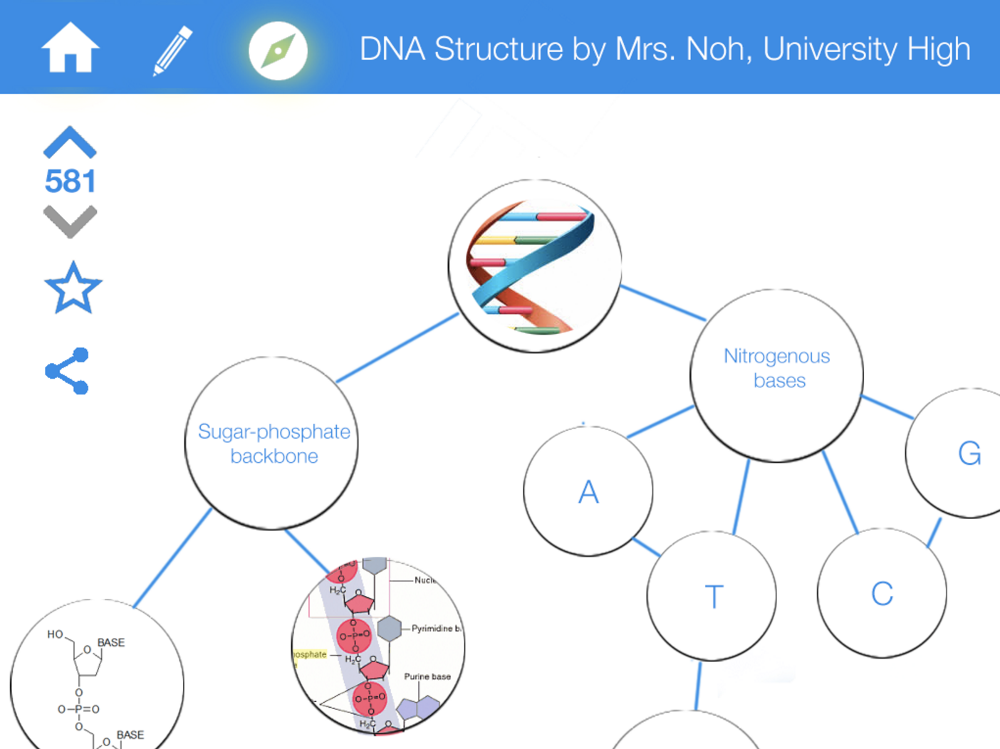 DNA Structure by Mrs. Noh, University High
581
Nitrogenous
bases
Sugar-phosphate
backbone
G
A
T
C
HO
BASE
O
O
O–P=O
O
BASE
O
O
O
H₂C
O
Pyrimidine
O
O–P=O
O
osphate
H₂C
O
Purine base
O
O–P=O
O
H₂C
O